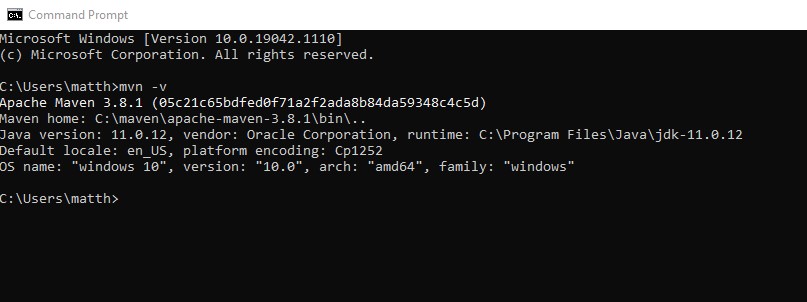 Command Prompt
Microsoft Windows [Version 10.0.19042.1110]
(c) Microsoft Corporation. All rights reserved.
C:\Users\matth>mvn -v
Apache Maven 3.8.1 (05c21c65bdfed0f71a2f2ada8b84da59348c4c5d)
Maven home: C:\maven\apache-maven-3.8.1\bin\..
Java version: 11.0.12, vendor: Oracle Corporation, runtime: C:\Program Files\Java\jdk-11.0.12
Default locale: en_US, platform encoding: Cp1252
OS name: "windows 10", version: "10.0", arch: "amd64", family: "windows"
C:\Users\matth>